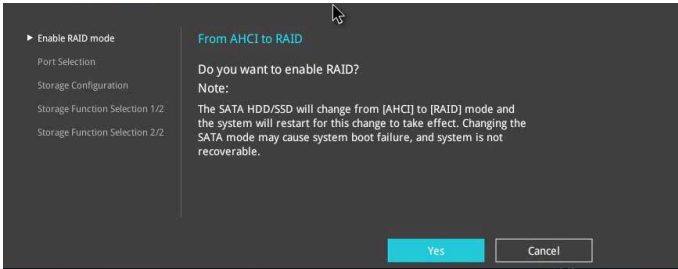 Enable RAID mode
Port Selection
Storage Configuration
Storage Function Selection 1/2
Storage Function Selection 2/2
From AHCI to RAID
Do you want to enable RAID?
Note:
The SATA HDD/SSD will change from [AHCI] to [RAID] mode and
the system will restart for this change to take effect. Changing the
SATA mode may cause system boot failure, and system is not
recoverable.
Yes
Cancel